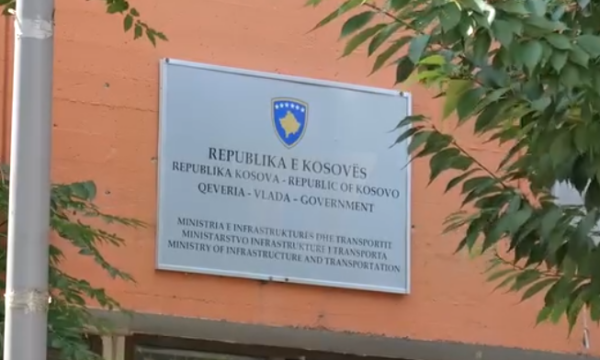 REPUBLIKA E KOSOVËS
REPUBLIKA KOSOVA - REPUBLIC OF KOSOVO
QEVERIA - VLADA - GOVERNMENT
MINISTRIA E INFRASTRUKTURËS DHE TRANSPORTIT
MINISTARSTVO INFRASTRUKTURE I TRANSPORTA
MINISTRY OF INFRASTRUCTURE AND TRANSPORTATION